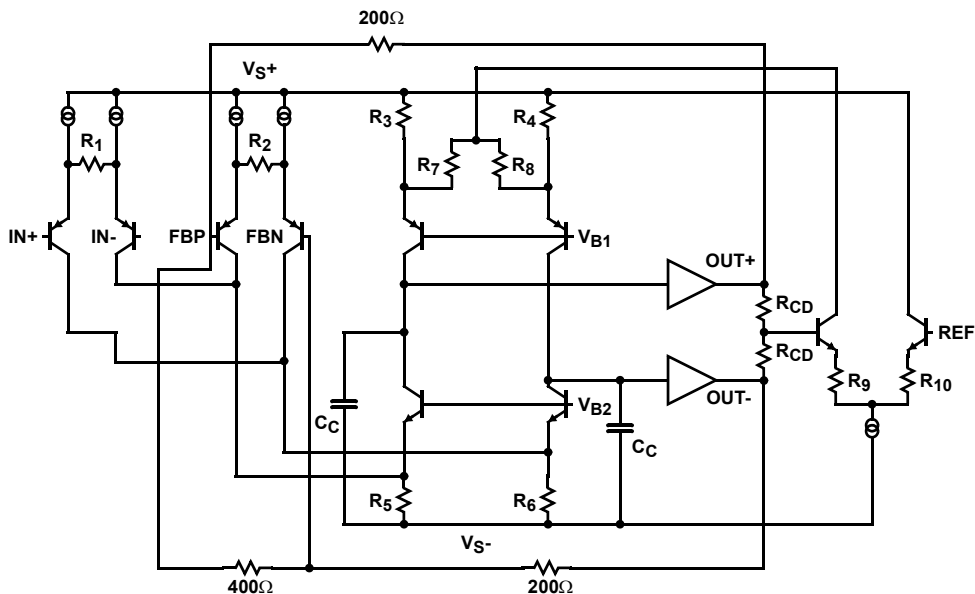 200Ω
VS+
R3
R4
R1
R2
R7
R8
IN+
IN-
FBP
FBN
VB1
OUT+
RCD
REF
RCD
R9
R10
VB2
OUT-
CC
CC
R5
R6
VS-
400Ω
200Ω